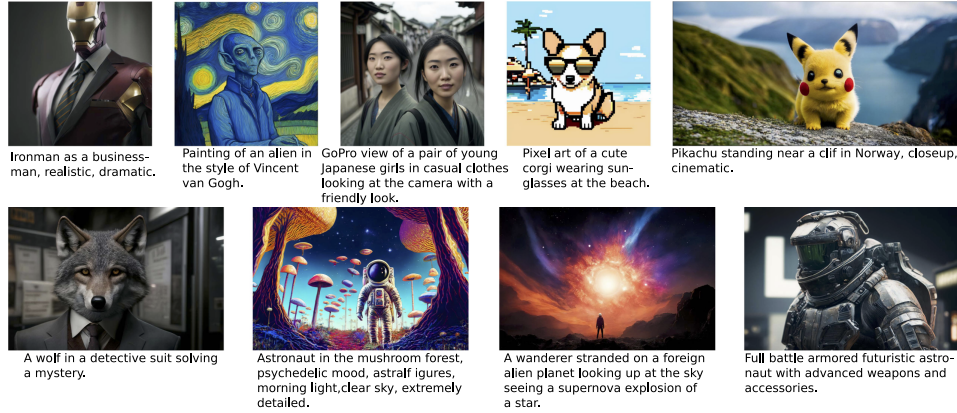 Ironman as a business-
man, realistic, dramatic.
Painting of an alien in
the style of Vincent
van Gogh.
GoPro view of a pair of young
Japanese girls in casual clothes
looking at the camera with a
friendly look.
Pixel art of a cute
corgi wearing sun-
glasses at the beach.
Pikachu standing near a clif in Norway, closeup,
cinematic.
A wolf in a detective suit solving
a mystery.
Astronaut in the mushroom forest,
psychedelic mood, astralf igures,
morning light,clear sky, extremely
detailed.
A wanderer stranded on a foreign
alien planet looking up at the sky
seeing a supernova explosion of
a star.
Full battle armored futuristic astro-
naut with advanced weapons and
accessories.